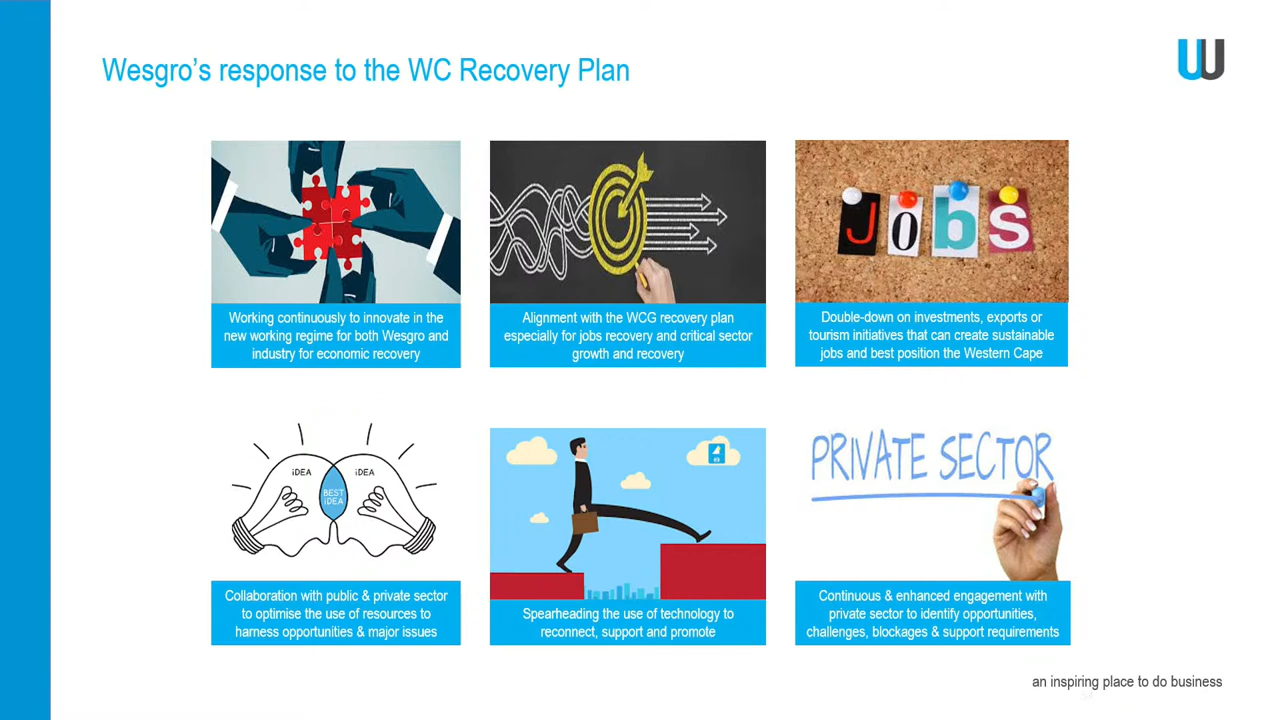 Wesgro's response to the WC Recovery Plan
Jobs
Working continuously to innovate in the
new working regime for both Wesgro and
industry for economic recovery
Alignment with the WCG recovery plan
especially for jobs recovery and critical sector
growth and recovery
Double-down on investments, exports or
tourism initiatives that can create sustainable
jobs and best position the Western Cape
iDEA
BEST
iDEA
iDEA
PRIVATE SECTOR
Collaboration with public & private sector
to optimise the use of resources to
harness opportunities & major issues
Spearheading the use of technology to
reconnect, support and promote
Continuous & enhanced engagement with
private sector to identify opportunities,
challenges, blockages & support requirements
an inspiring place to do business